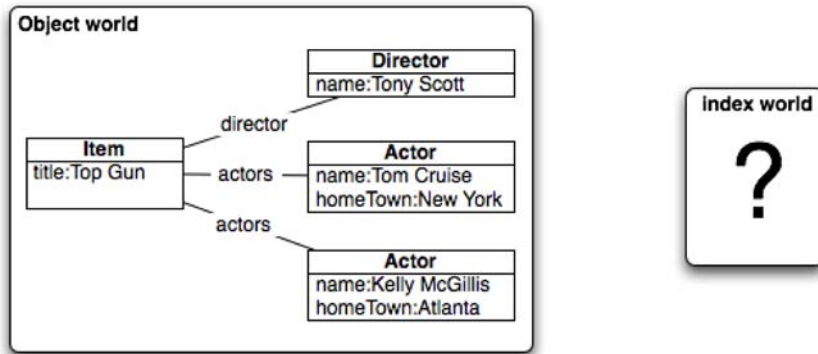 Object world
Director
name:Tony Scott
director
Item
title:Top Gun
actors
Actor
name:Tom Cruise
homeTown:New York
actors
Actor
name:Kelly McGillis
homeTown:Atlanta
index world
?